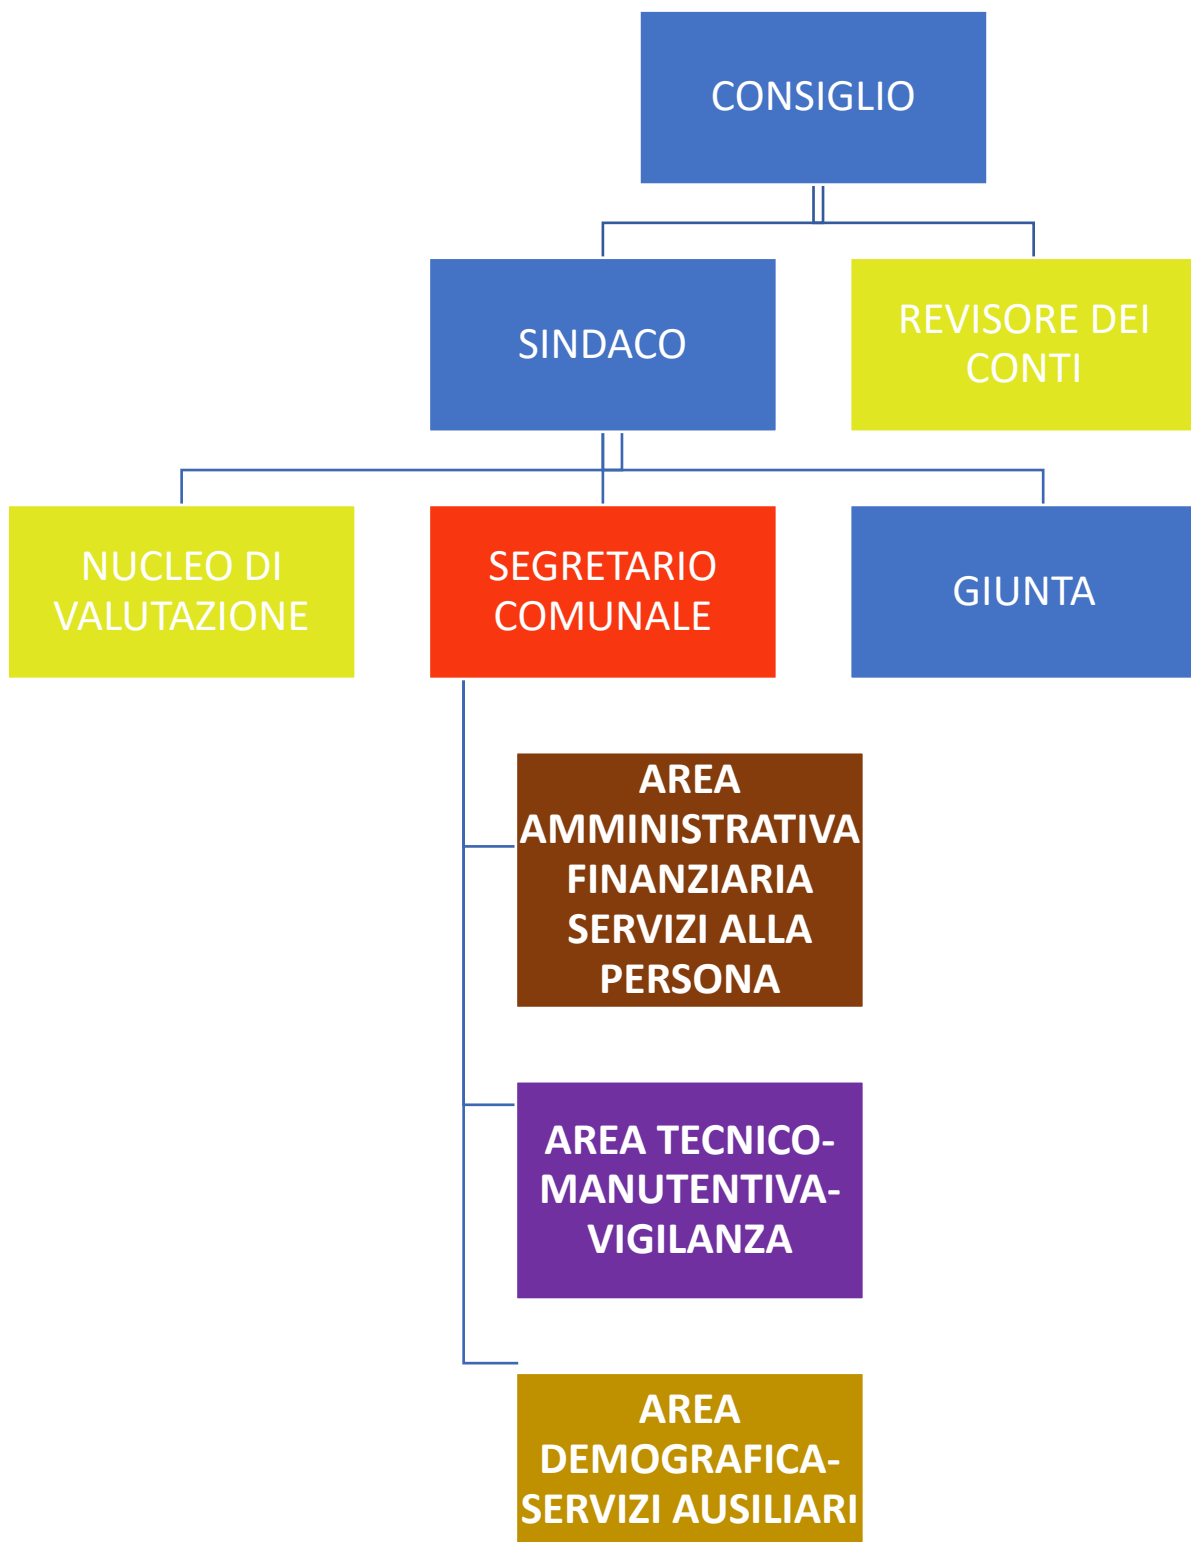 CONSIGLIO
SINDACO
REVISORE DEI
CONTI
NUCLEO DI
VALUTAZIONE
SEGRETARIO
COMUNALE
GIUNTA
AREA
AMMINISTRATIVA
FINANZIARIA
SERVIZI ALLA
PERSONA
AREA TECNICO-
MANUTENTIVA-
VIGILANZA
AREA
DEMOGRAFICA-
SERVIZI AUSILIARI